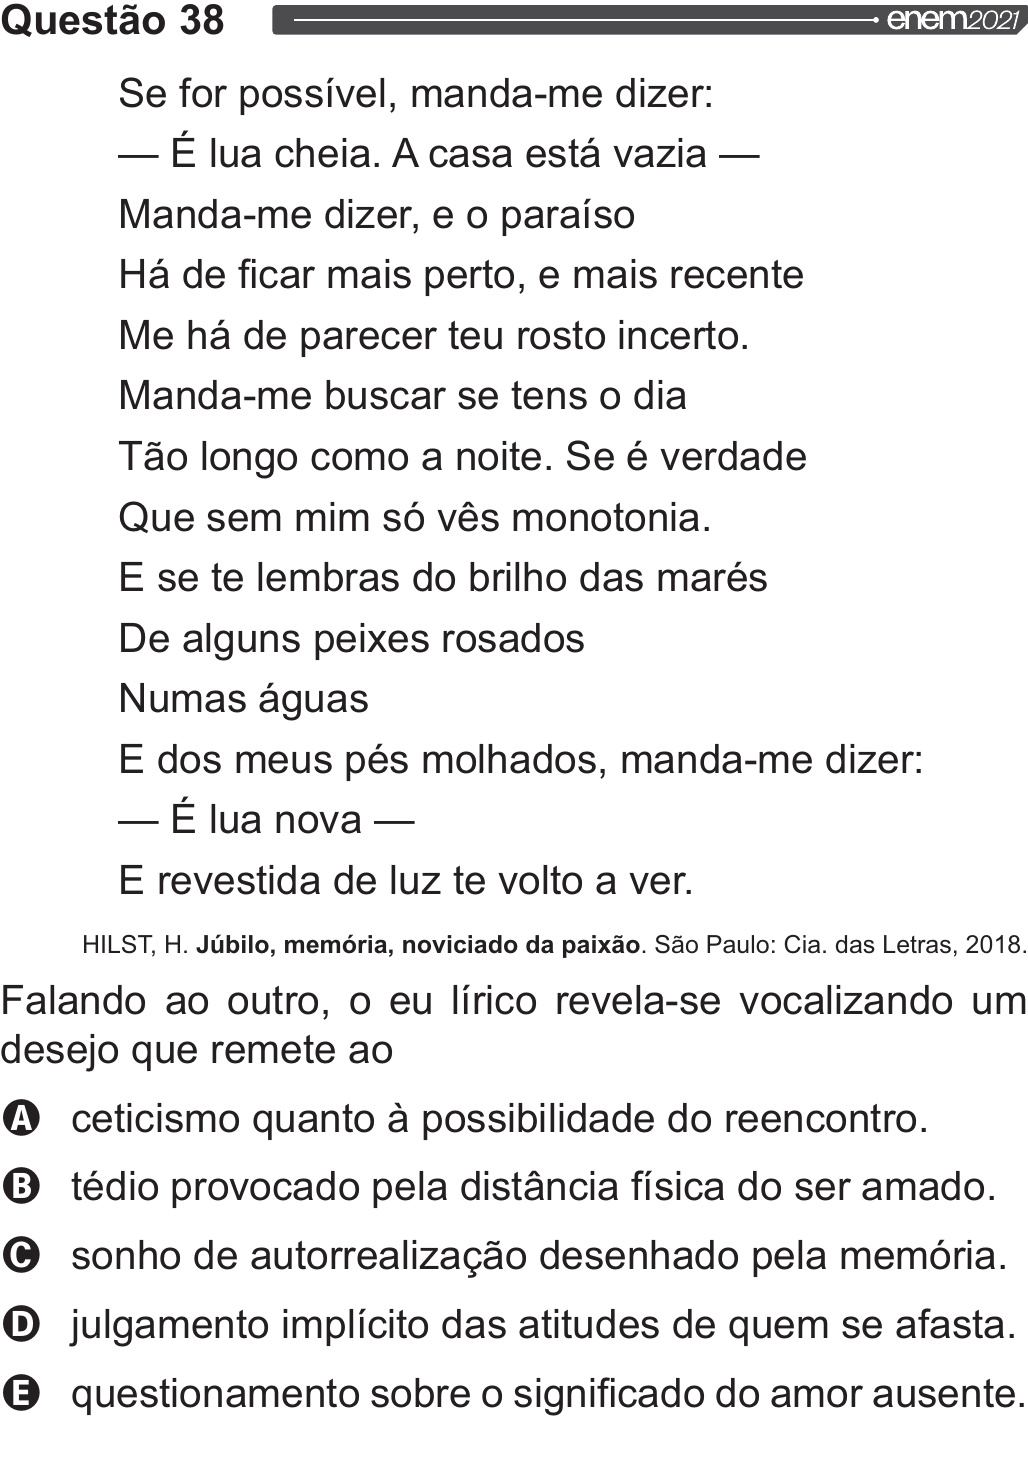 Questão 38
enem2021
Se for possível, manda-me dizer:
— É lua cheia. A casa está vazia —
Manda-me dizer, e o paraíso
Há de ficar mais perto, e mais recente
Me há de parecer teu rosto incerto.
Manda-me buscar se tens o dia
Tão longo como a noite. Se é verdade
Que sem mim só vês monotonia.
E se te lembras do brilho das marés
De alguns peixes rosados
Numas águas
E dos meus pés molhados, manda-me dizer:
— É lua nova —
E revestida de luz te volto a ver.
HILST, H. Júbilo, memória, noviciado da paixão. São Paulo: Cia. das Letras, 2018.
Falando ao outro, o eu lírico revela-se vocalizando um
desejo que remete ao
A ceticismo quanto à possibilidade do reencontro.
B tédio provocado pela distância física do ser amado.
C sonho de autorrealização desenhado pela memória.
D julgamento implícito das atitudes de quem se afasta.
E questionamento sobre o significado do amor ausente.